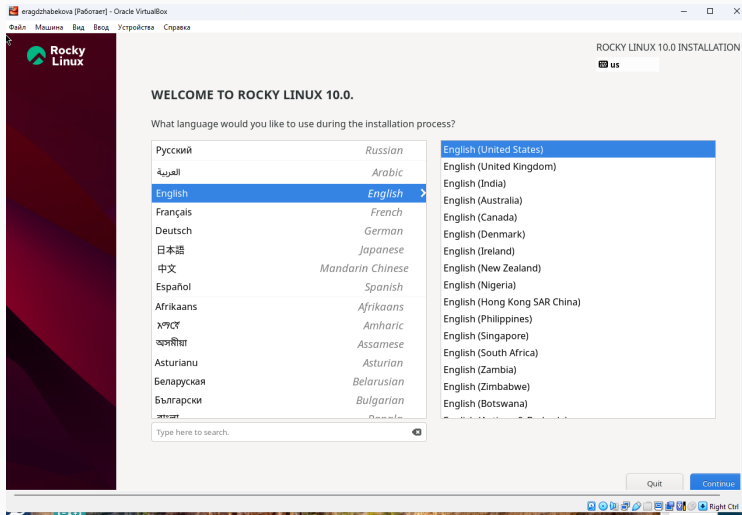 eragdzhabekova [Работает] - Oracle VirtualBox
Файл Машина Вид Ввод Устройства Справка
Rocky
Linux
ROCKY LINUX 10.0 INSTALLATION
us
WELCOME TO ROCKY LINUX 10.0.
What language would you like to use during the installation process?
Русский Russian
العربية Arabic
English English
Français French
Deutsch German
日本語 Japanese
中文 Mandarin Chinese
Español Spanish
Afrikaans Afrikaans
አማርኛ Amharic
অসমীয়া Assamese
Asturianu Asturian
Беларуская Belarusian
Български Bulgarian
English (United States)
English (United Kingdom)
English (India)
English (Australia)
English (Canada)
English (Denmark)
English (Ireland)
English (New Zealand)
English (Nigeria)
English (Hong Kong SAR China)
English (Philippines)
English (Singapore)
English (South Africa)
English (Zambia)
English (Zimbabwe)
English (Botswana)
Type here to search.
Quit Continue
Right Ctrl